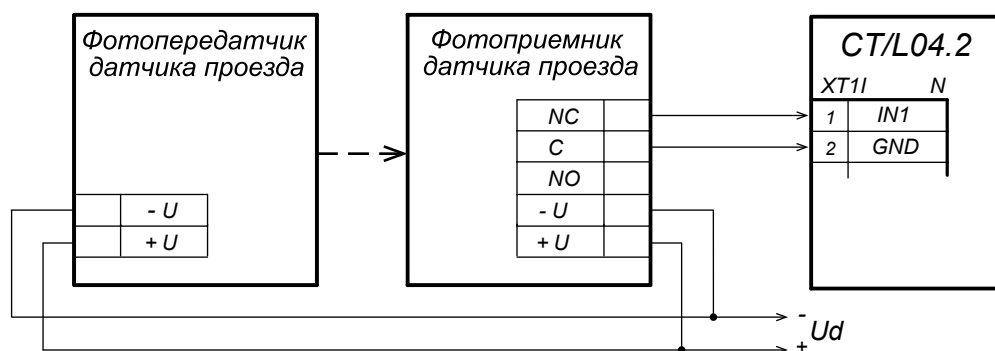 Фотопередатчик
датчика проезда
- U
+ U
Фотоприемник
датчика проезда
NC
C
NO
- U
+ U
CT/L04.2
XT1I N
1 IN1
2 GND
- 
Ud
+